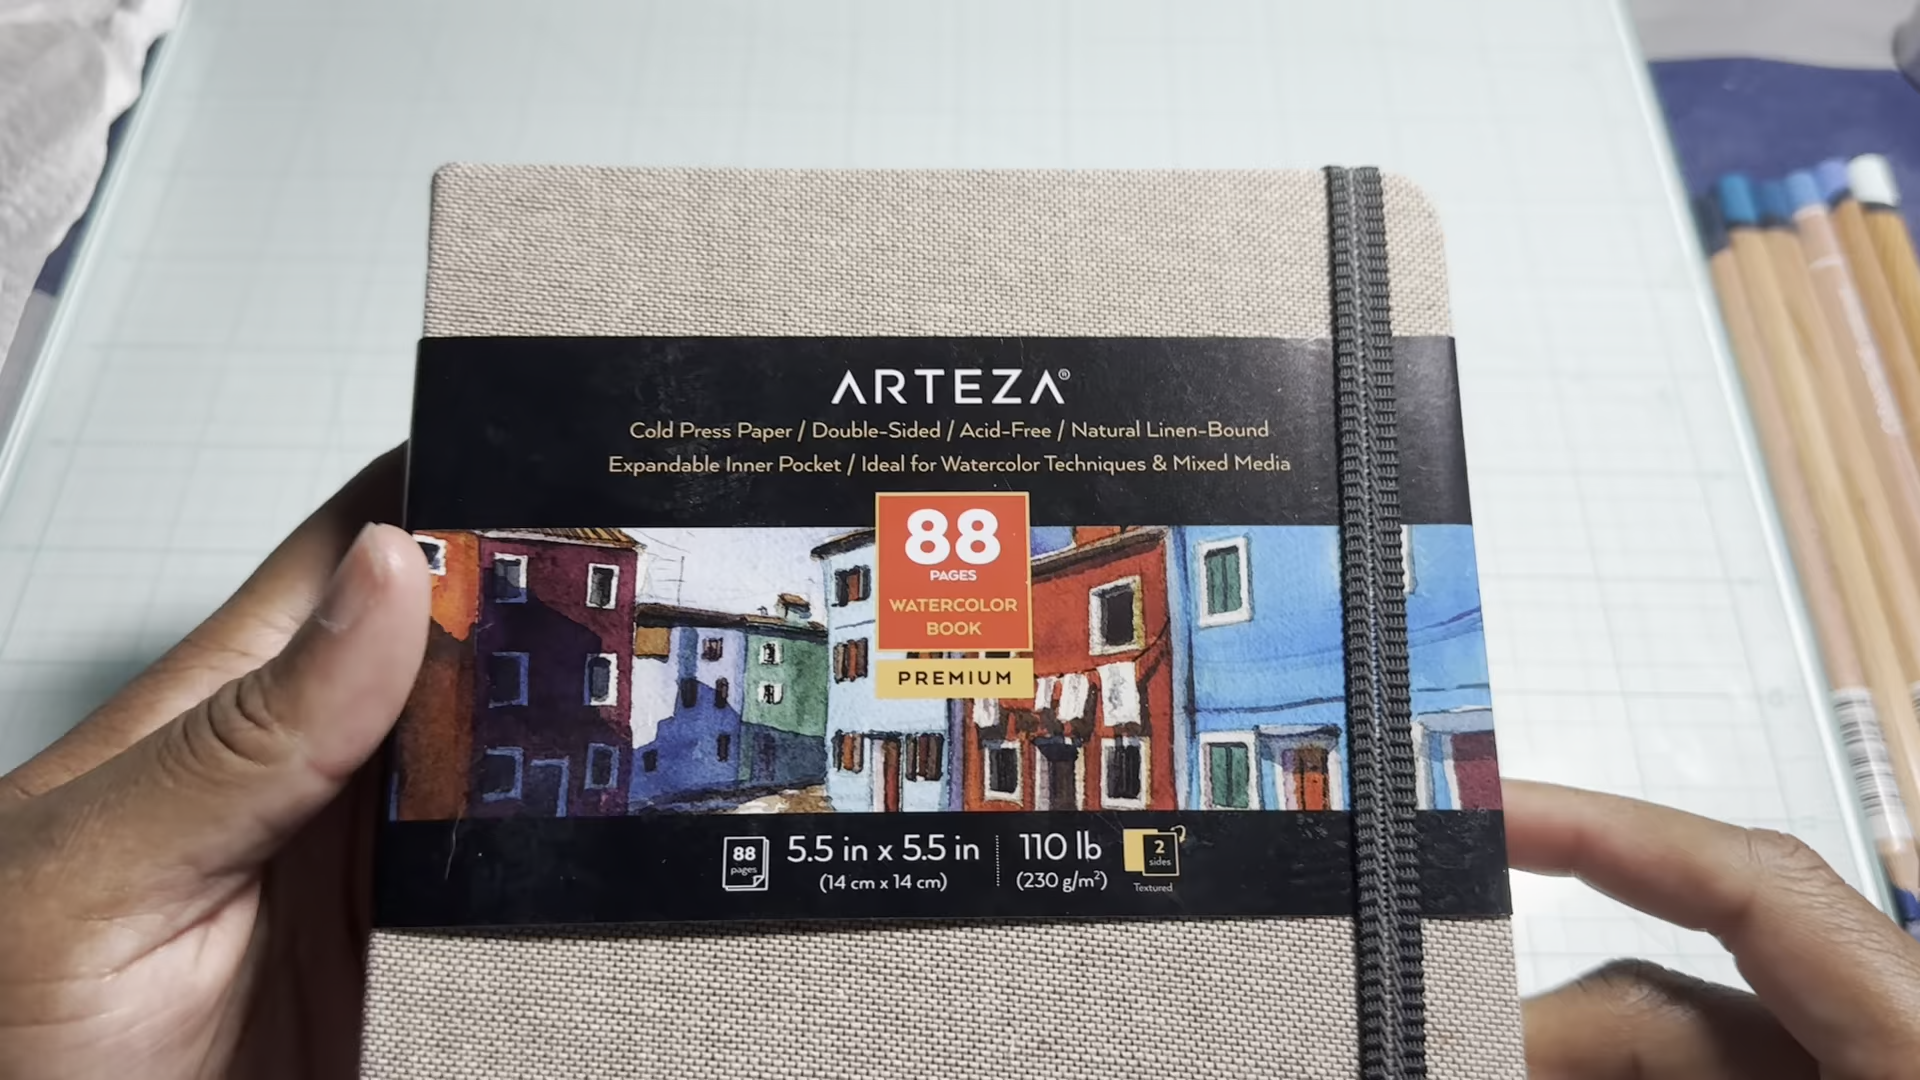 ARTEZA®
Cold Press Paper / Double-Sided / Acid-Free / Natural Linen-Bound
Expandable Inner Pocket / Ideal for Watercolor Techniques & Mixed Media
88
PAGES
WATERCOLOR
BOOK
PREMIUM
88
pages
5.5 in x 5.5 in
(14 cm x 14 cm)
110 lb
(230 g/m²)
2
sides
Textured